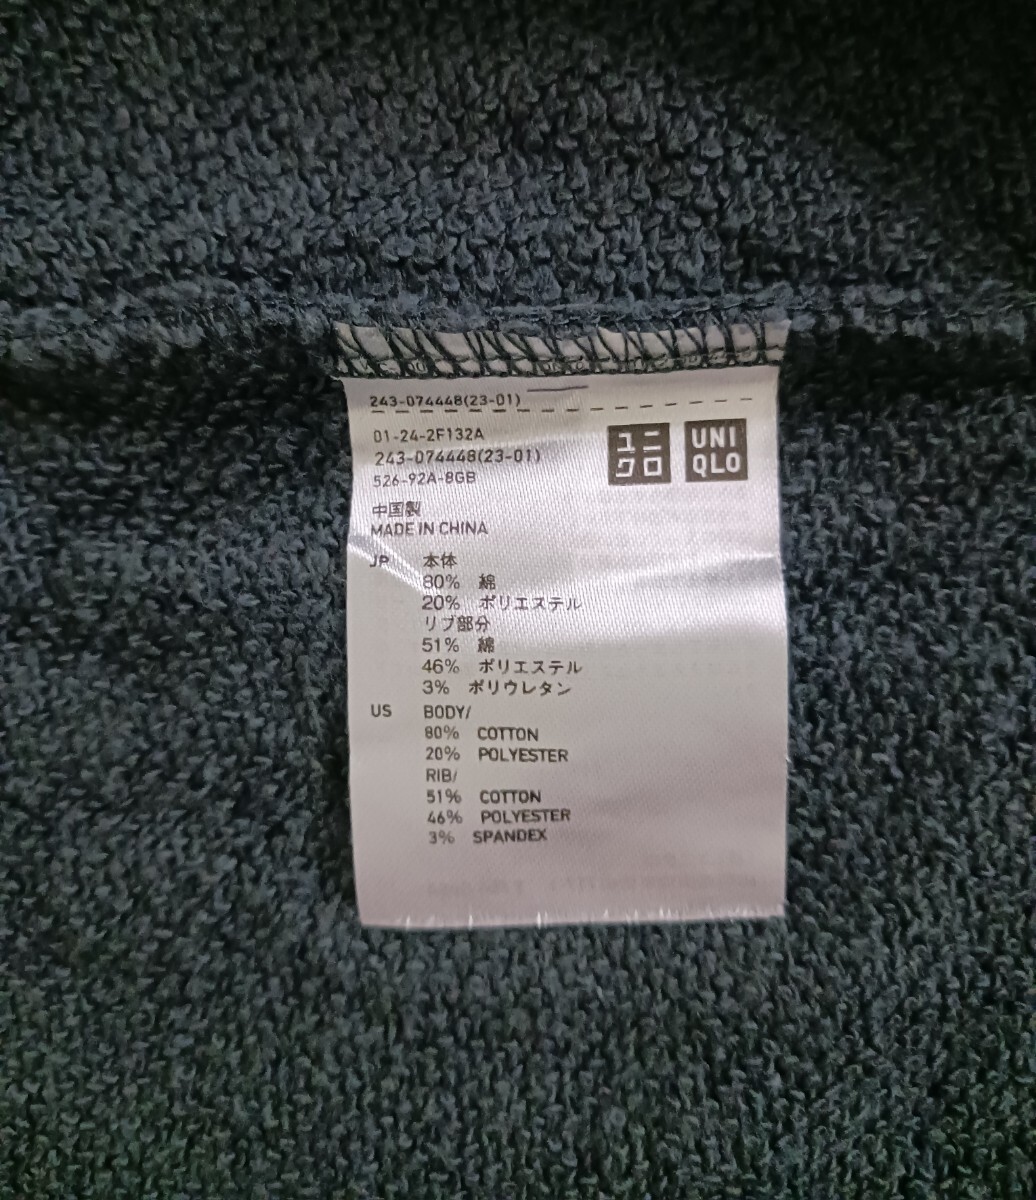 243-074448(23-01)
01-24-2F132A
243-074448(23-01)
526-92A-8GB
ユニ
クロ
UNI
QLO
中国製
MADE IN CHINA
JP 本体
80% 綿
20% ポリエステル
リブ部分
51% 綿
46% ポリエステル
3% ポリウレタン
US BODY/
80% COTTON
20% POLYESTER
RIB/
51% COTTON
46% POLYESTER
3% SPANDEX